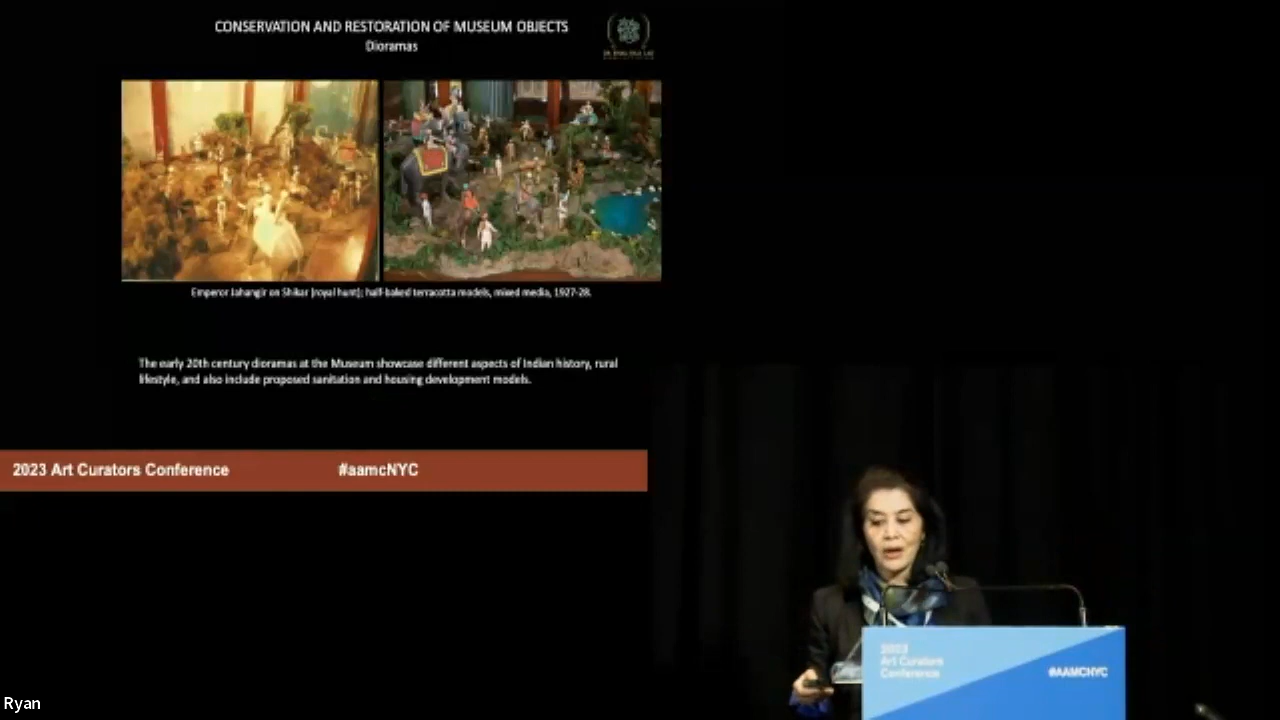 CONSERVATION AND RESTORATION OF MUSEUM OBJECTS
Dioramas
Emperor Jahangir on Shikar (royal hunt); half-baked terracotta models, mixed media, 1927-28.
The early 20th century dioramas at the Museum showcase different aspects of Indian history, rural
lifestyle, and also include proposed sanitation and housing development models.
2023 Art Curators Conference #aamcNYC
2023
Art Curators
Conference
#AAMCNYC
Ryan